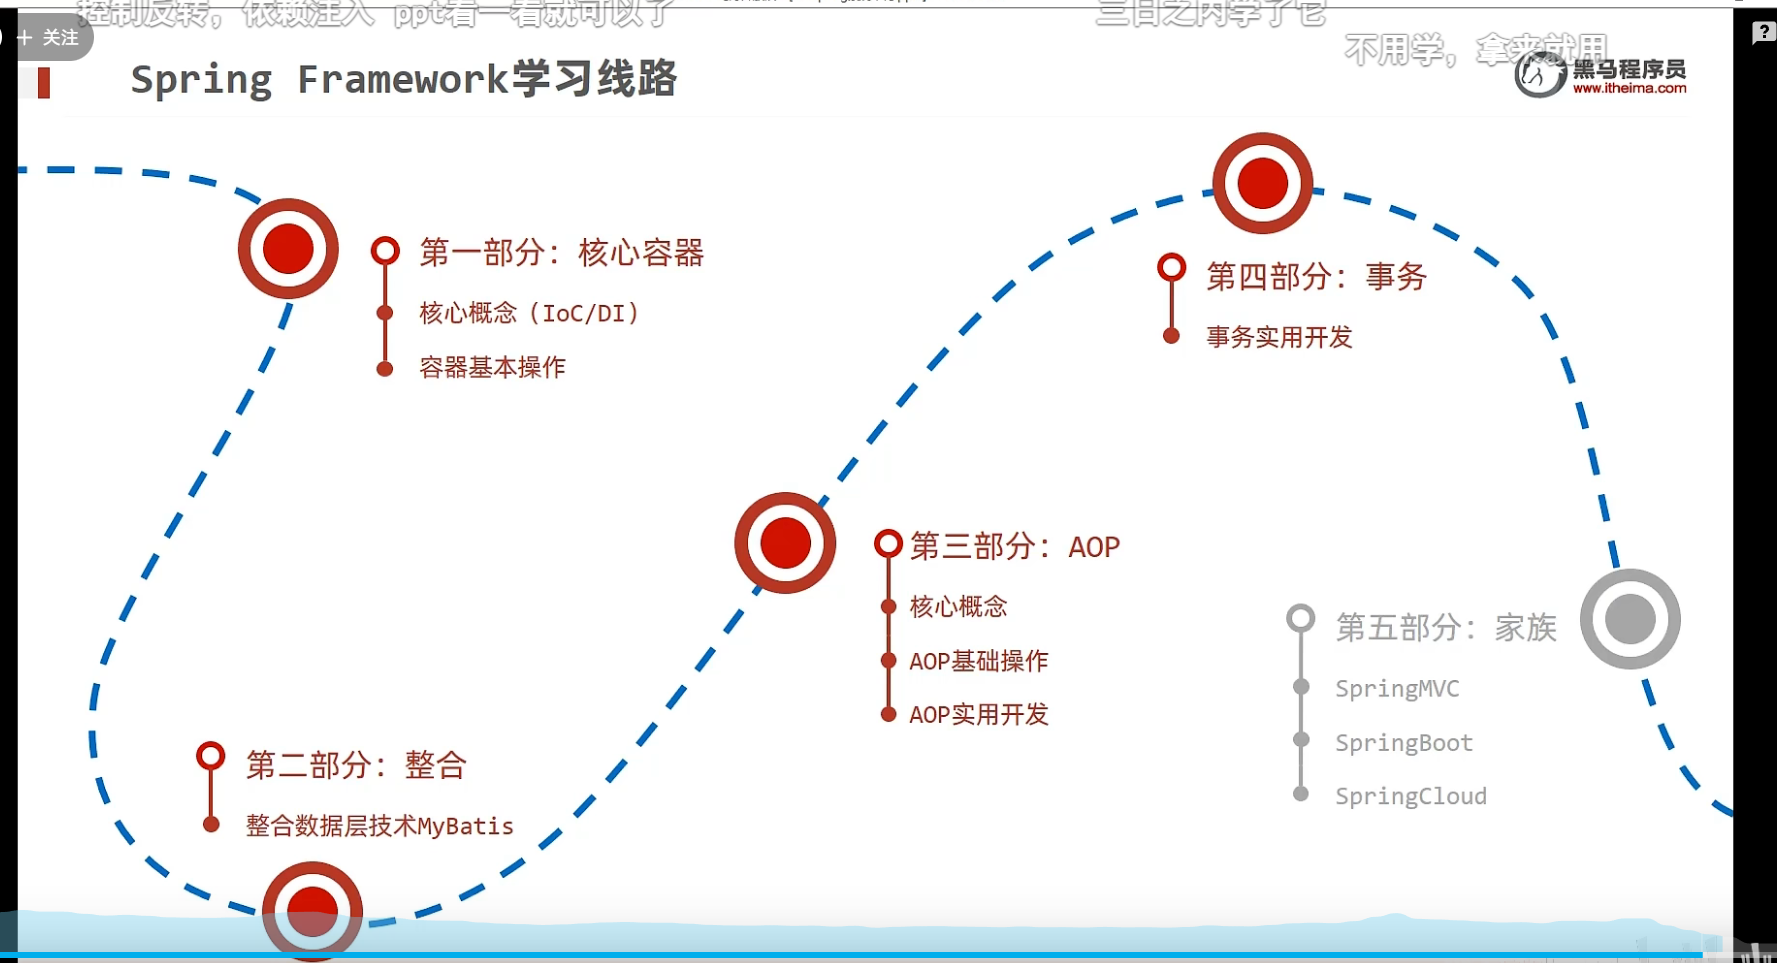 控制反转，依赖注入 ppt看一看就可以了
三日之内学了它
+ 关注
不用学，拿来就用
Spring Framework学习线路
黑马程序员
www.itheima.com
第一部分：核心容器
核心概念（IoC/DI）
容器基本操作
第四部分：事务
事务实用开发
第三部分：AOP
核心概念
AOP基础操作
AOP实用开发
第五部分：家族
SpringMVC
SpringBoot
SpringCloud
第二部分：整合
整合数据层技术MyBatis